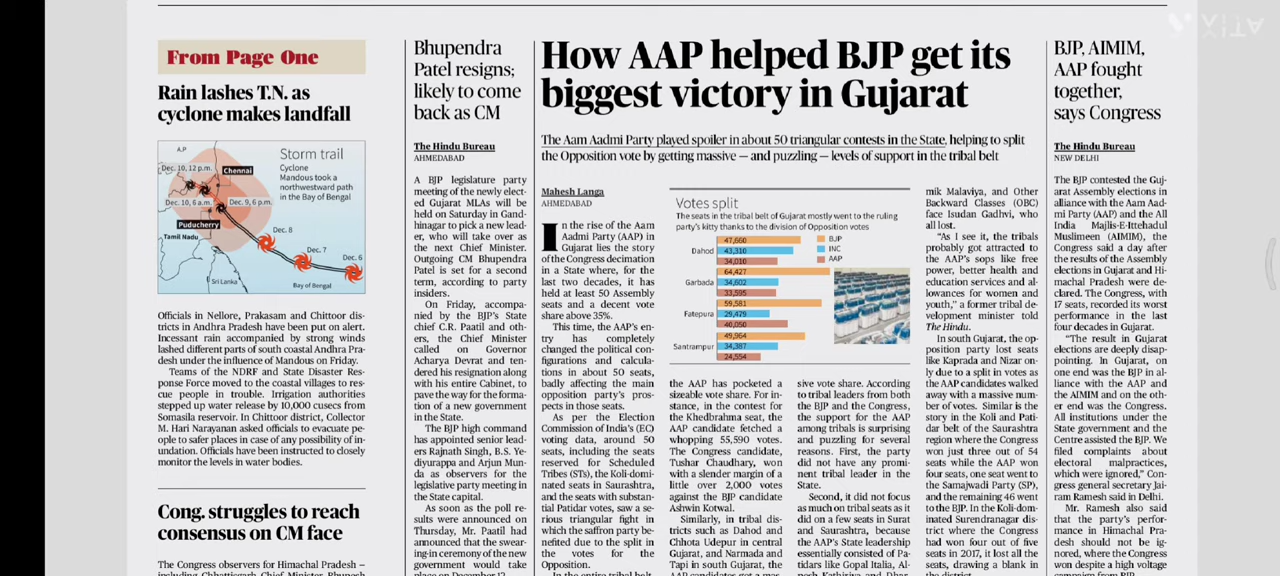 From Page One
Rain lashes T.N. as
cyclone makes landfall
A.P
Storm trail
Cyclone
Mandous took a
northwestward path
in the Bay of Bengal
Dec. 10, 12 p.m.
Chennai
Dec. 10, 6 a.m.
Dec. 9, 6 p.m.
Puducherry
Tamil Nadu
Dec. 8
Dec. 7
Dec. 6
Sri Lanka
Bay of Bengal
Officials in Nellore, Prakasam and Chittoor dis-
tricts in Andhra Pradesh have been put on alert.
Incessant rain accompanied by strong winds
lashed different parts of south coastal Andhra Pra-
desh under the influence of Mandous on Friday.
Teams of the NDRF and State Disaster Res-
ponse Force moved to the coastal villages to res-
cue people in trouble. Irrigation authorities
stepped up water release by 10,000 cusecs from
Somasila reservoir. In Chittoor district, Collector
M. Hari Narayanan asked officials to evacuate peo-
ple to safer places in case of any possibility of in-
undation. Officials have been instructed to closely
monitor the levels in water bodies.
Cong. struggles to reach
consensus on CM face
The Congress observers for Himachal Pradesh –
including Chhattisgarh Chief Minister Bhupesh
Bhupendra
Patel resigns;
likely to come
back as CM
The Hindu Bureau
AHMEDABAD
A BJP legislature party
meeting of the newly elect-
ed Gujarat MLAs will be
held on Saturday in Gand-
hinagar to pick a new lead-
er, who will take over as
the next Chief Minister.
Outgoing CM Bhupendra
Patel is set for a second
term, according to party
insiders.
On Friday, accompa-
nied by the BJP's State
chief C.R. Paatil and oth-
ers, the Chief Minister
called on Governor
Acharya Devrat and ten-
dered his resignation along
with his entire Cabinet, to
pave the way for the forma-
tion of a new government
in the State.
The BJP high command
has appointed senior lead-
ers Rajnath Singh, B.S. Ye-
diyurappa and Arjun Mun-
da as observers for the
legislative party meeting in
the State capital.
As soon as the poll re-
sults were announced on
Thursday, Mr. Paatil had
announced that the swear-
ing-in ceremony of the new
government would take
place on December 12.
How AAP helped BJP get its
biggest victory in Gujarat
The Aam Aadmi Party played spoiler in about 50 triangular contests in the State, helping to split
the Opposition vote by getting massive — and puzzling — levels of support in the tribal belt
Mahesh Langa
AHMEDABAD
In the rise of the Aam
Aadmi Party (AAP) in
Gujarat lies the story
of the Congress decimation
in a State where, for the
last two decades, it has
held at least 50 Assembly
seats and a decent vote
share above 35%.
This time, the AAP's en-
try has completely
changed the political con-
figurations and calcula-
tions in about 50 seats,
badly affecting the main
opposition party's pros-
pects in those seats.
As per the Election
Commission of India's (EC)
voting data, around 50
seats, including the seats
reserved for Scheduled
Tribes (STs), the Koli-domi-
nated seats in Saurashtra,
and the seats with substan-
tial Patidar votes, saw a se-
rious triangular fight in
which the saffron party be-
nefited due to the split in
the votes for the
Opposition.
In the entire tribal belt,
Votes split
The seats in the tribal belt of Gujarat mostly went to the ruling
party's kitty thanks to the division of Opposition votes
BJP
INC
AAP
Dahod
47,660
43,310
34,010
Garbada
64,427
34,602
33,595
Fatepura
59,581
29,479
40,050
Santrampur
49,964
34,387
24,554
the AAP has pocketed a
sizeable vote share. For in-
stance, in the contest for
the Khedbrahma seat, the
AAP candidate fetched a
whopping 55,590 votes.
The Congress candidate,
Tushar Chaudhary, won
with a slender margin of a
little over 2,000 votes
against the BJP candidate
Ashwin Kotwal.
Similarly, in tribal dis-
tricts such as Dahod and
Chhota Udepur in central
Gujarat, and Narmada and
Tapi in south Gujarat, the
AAP candidates got a mas-
sive vote share. According
to tribal leaders from both
the BJP and the Congress,
the support for the AAP
among tribals is surprising
and puzzling for several
reasons. First, the party
did not have any promi-
nent tribal leader in the
State.
Second, it did not focus
as much on tribal seats as it
did on a few seats in Surat
and Saurashtra, because
the AAP's State leadership
essentially consisted of Pa-
tidars like Gopal Italia, Al-
pesh Kathiriya and Dhar-
mik Malaviya, and Other
Backward Classes (OBC)
face Isudan Gadhvi, who
all lost.
"As I see it, the tribals
probably got attracted to
the AAP's sops like free
power, better health and
education services and al-
lowances for women and
youth," a former tribal de-
velopment minister told
The Hindu.
In south Gujarat, the op-
position party lost seats
like Kaprada and Nizar on-
ly due to a split in votes as
the AAP candidates walked
away with a massive num-
ber of votes. Similar is the
story in the Koli and Pati-
dar belt of the Saurashtra
region where the Congress
won just three out of 54
seats while the AAP won
four seats, one seat went to
the Samajwadi Party (SP),
and the remaining 46 went
to the BJP. In the Koli-dom-
inated Surendranagar dis-
trict where the Congress
had won four out of five
seats in 2017, it lost all the
seats, drawing a blank in
the district.
BJP, AIMIM,
AAP fought
together,
says Congress
The Hindu Bureau
NEW DELHI
The BJP contested the Guj-
arat Assembly elections in
alliance with the Aam Aad-
mi Party (AAP) and the All
India Majlis-E-Ittehadul
Muslimeen (AIMIM), the
Congress said a day after
the results of the Assembly
elections in Gujarat and Hi-
machal Pradesh were de-
clared. The Congress, with
17 seats, recorded its worst
performance in the last
four decades in Gujarat.
"The result in Gujarat
elections are deeply disap-
pointing. In Gujarat, on
one end was the BJP in al-
liance with the AAP and
the AIMIM and on the oth-
er end was the Congress.
All institutions under the
State government and the
Centre assisted the BJP. We
filed complaints about
electoral malpractices,
which were ignored," Con-
gress general secretary Jai-
ram Ramesh said in Delhi.
Mr. Ramesh also said
that the party's perfor-
mance in Himachal Pra-
desh should not be ig-
nored, where the Congress
won despite a high voltage
campaign from BJP.